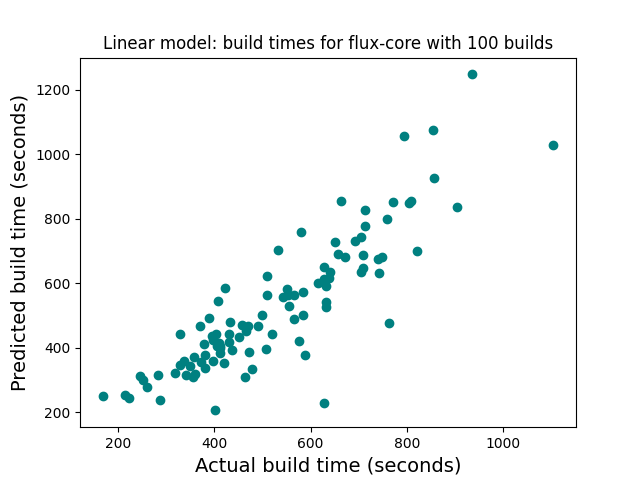 Linear model: build times for flux-core with 100 builds
Predicted build time (seconds)
1200
1000
800
600
400
200
200 400 600 800 1000
Actual build time (seconds)